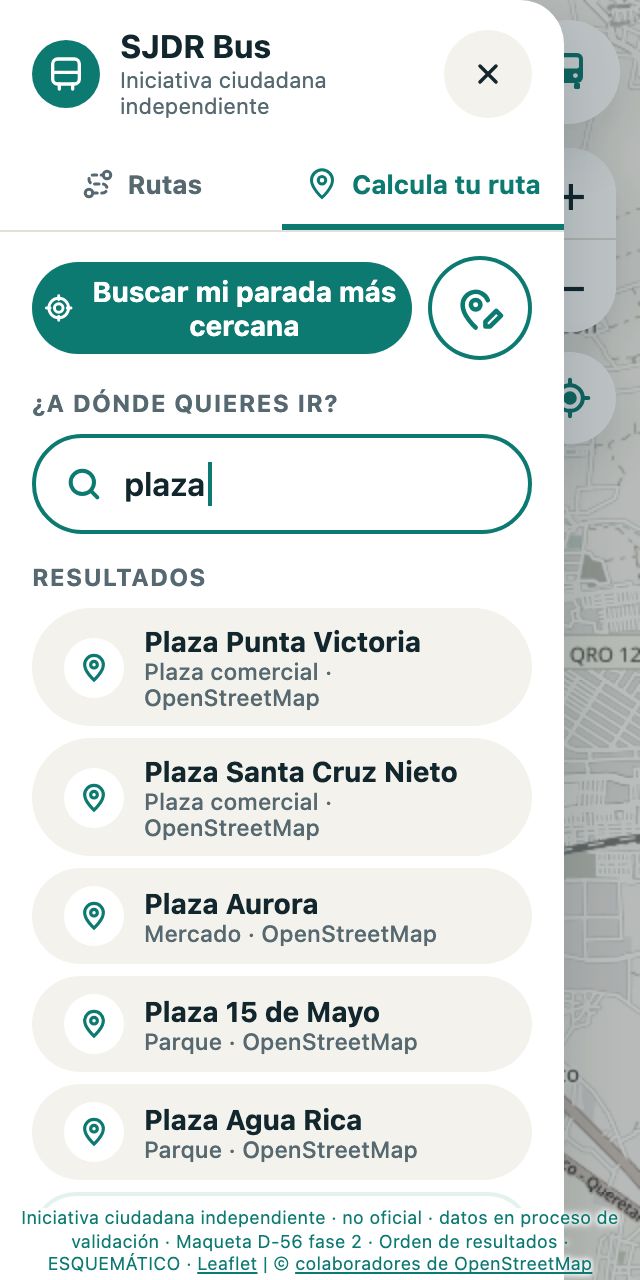 SJDR Bus
Iniciativa ciudadana
independiente
Rutas
Calcula tu ruta
Buscar mi parada más
cercana
¿A DÓNDE QUIERES IR?
plaza
RESULTADOS
Plaza Punta Victoria
Plaza comercial ·
OpenStreetMap
Plaza Santa Cruz Nieto
Plaza comercial ·
OpenStreetMap
Plaza Aurora
Mercado · OpenStreetMap
Plaza 15 de Mayo
Parque · OpenStreetMap
Plaza Agua Rica
Parque · OpenStreetMap
QRO 12
Iniciativa ciudadana independiente · no oficial · datos en proceso de
validación · Maqueta D-56 fase 2 · Orden de resultados ·
ESQUEMÁTICO · Leaflet | © colaboradores de OpenStreetMap